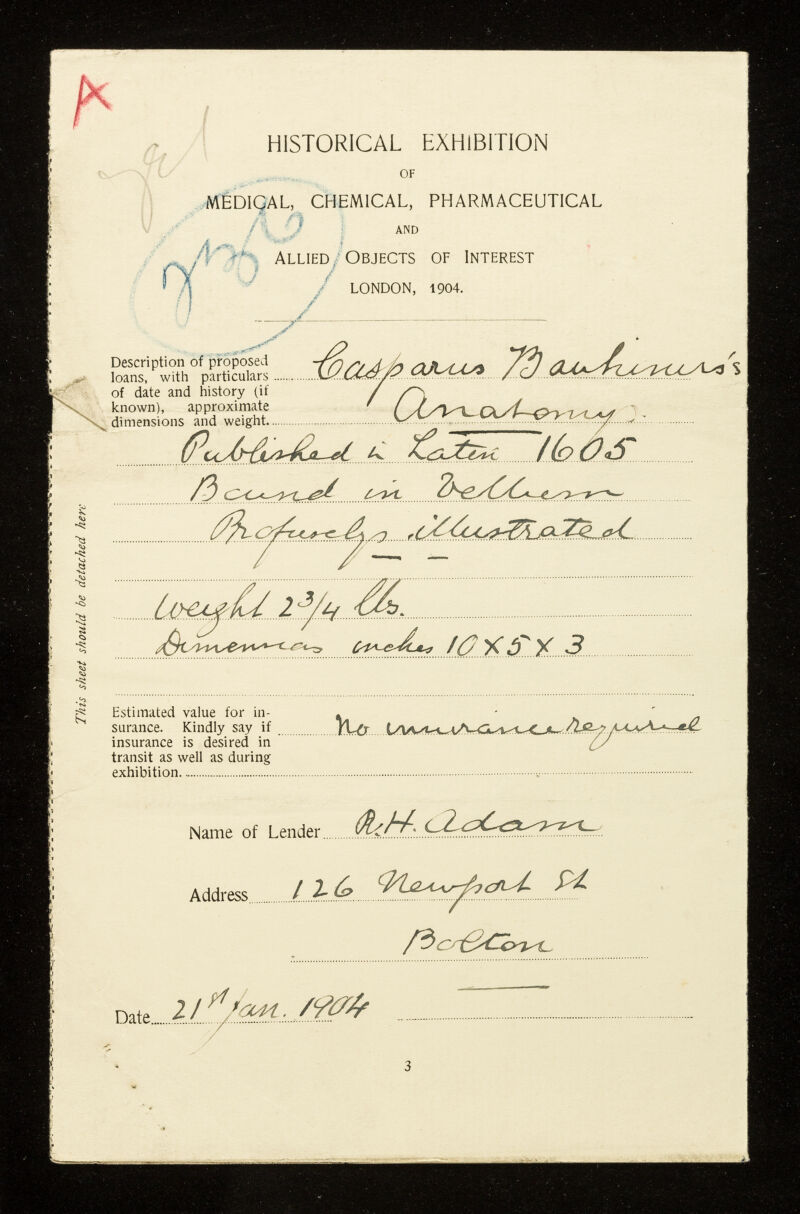 A
HISTORICAL EXHIBITION
OF
MEDICAL, CHEMICAL, PHARMACEUTICAL
AND
ALLIED OBJECTS OF INTEREST
LONDON, 1904.
Description of proposed
loans, with particulars
of date and history (if
known), approximate
dimensions and weight.
Casparus Bauhinus's
Anatomy.
Published in Laten 1605
Bound in Vellum
Profusely illustrated
Weight 2 3/4 lbs.
Dimensions inches 10 X 5 X 3
This sheet should be detached here
Estimated value for in-
surance. Kindly say if
insurance is desired in
transit as well as during
exhibition.
No insurance required
Name of Lender R. H. Adam
Address 126 Newport St
Bolton
Date 21st Jan. 1904
3